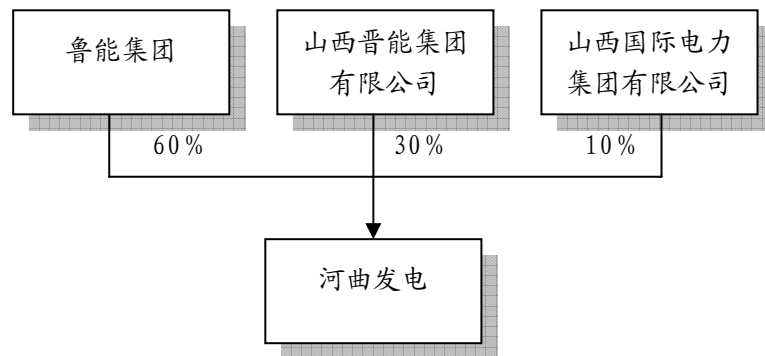 鲁能集团
山西晋能集团
有限公司
山西国际电力
集团有限公司
60%
30%
10%
河曲发电